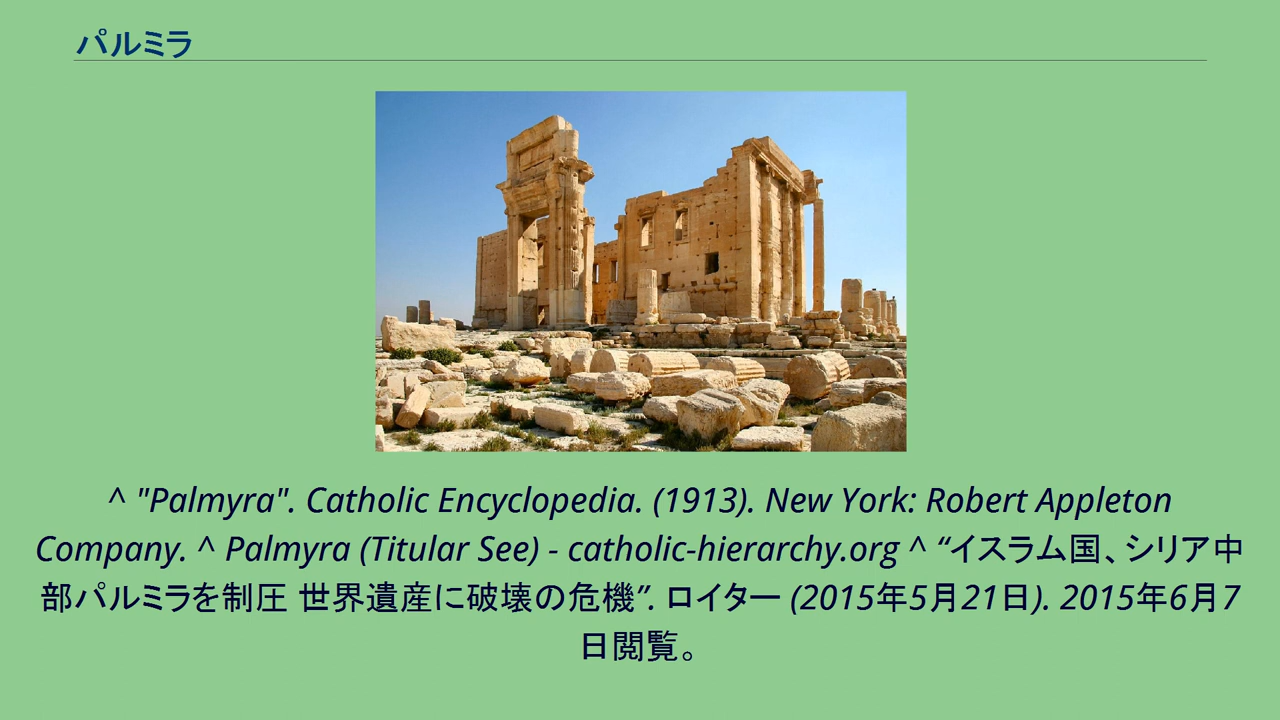 パルミラ
^ "Palmyra". Catholic Encyclopedia. (1913). New York: Robert Appleton
Company. ^ Palmyra (Titular See) - catholic-hierarchy.org ^ “イスラム国、シリア中
部パルミラを制圧 世界遺産に破壊の危機”. ロイター (2015年5月21日). 2015年6月7
日閲覧。